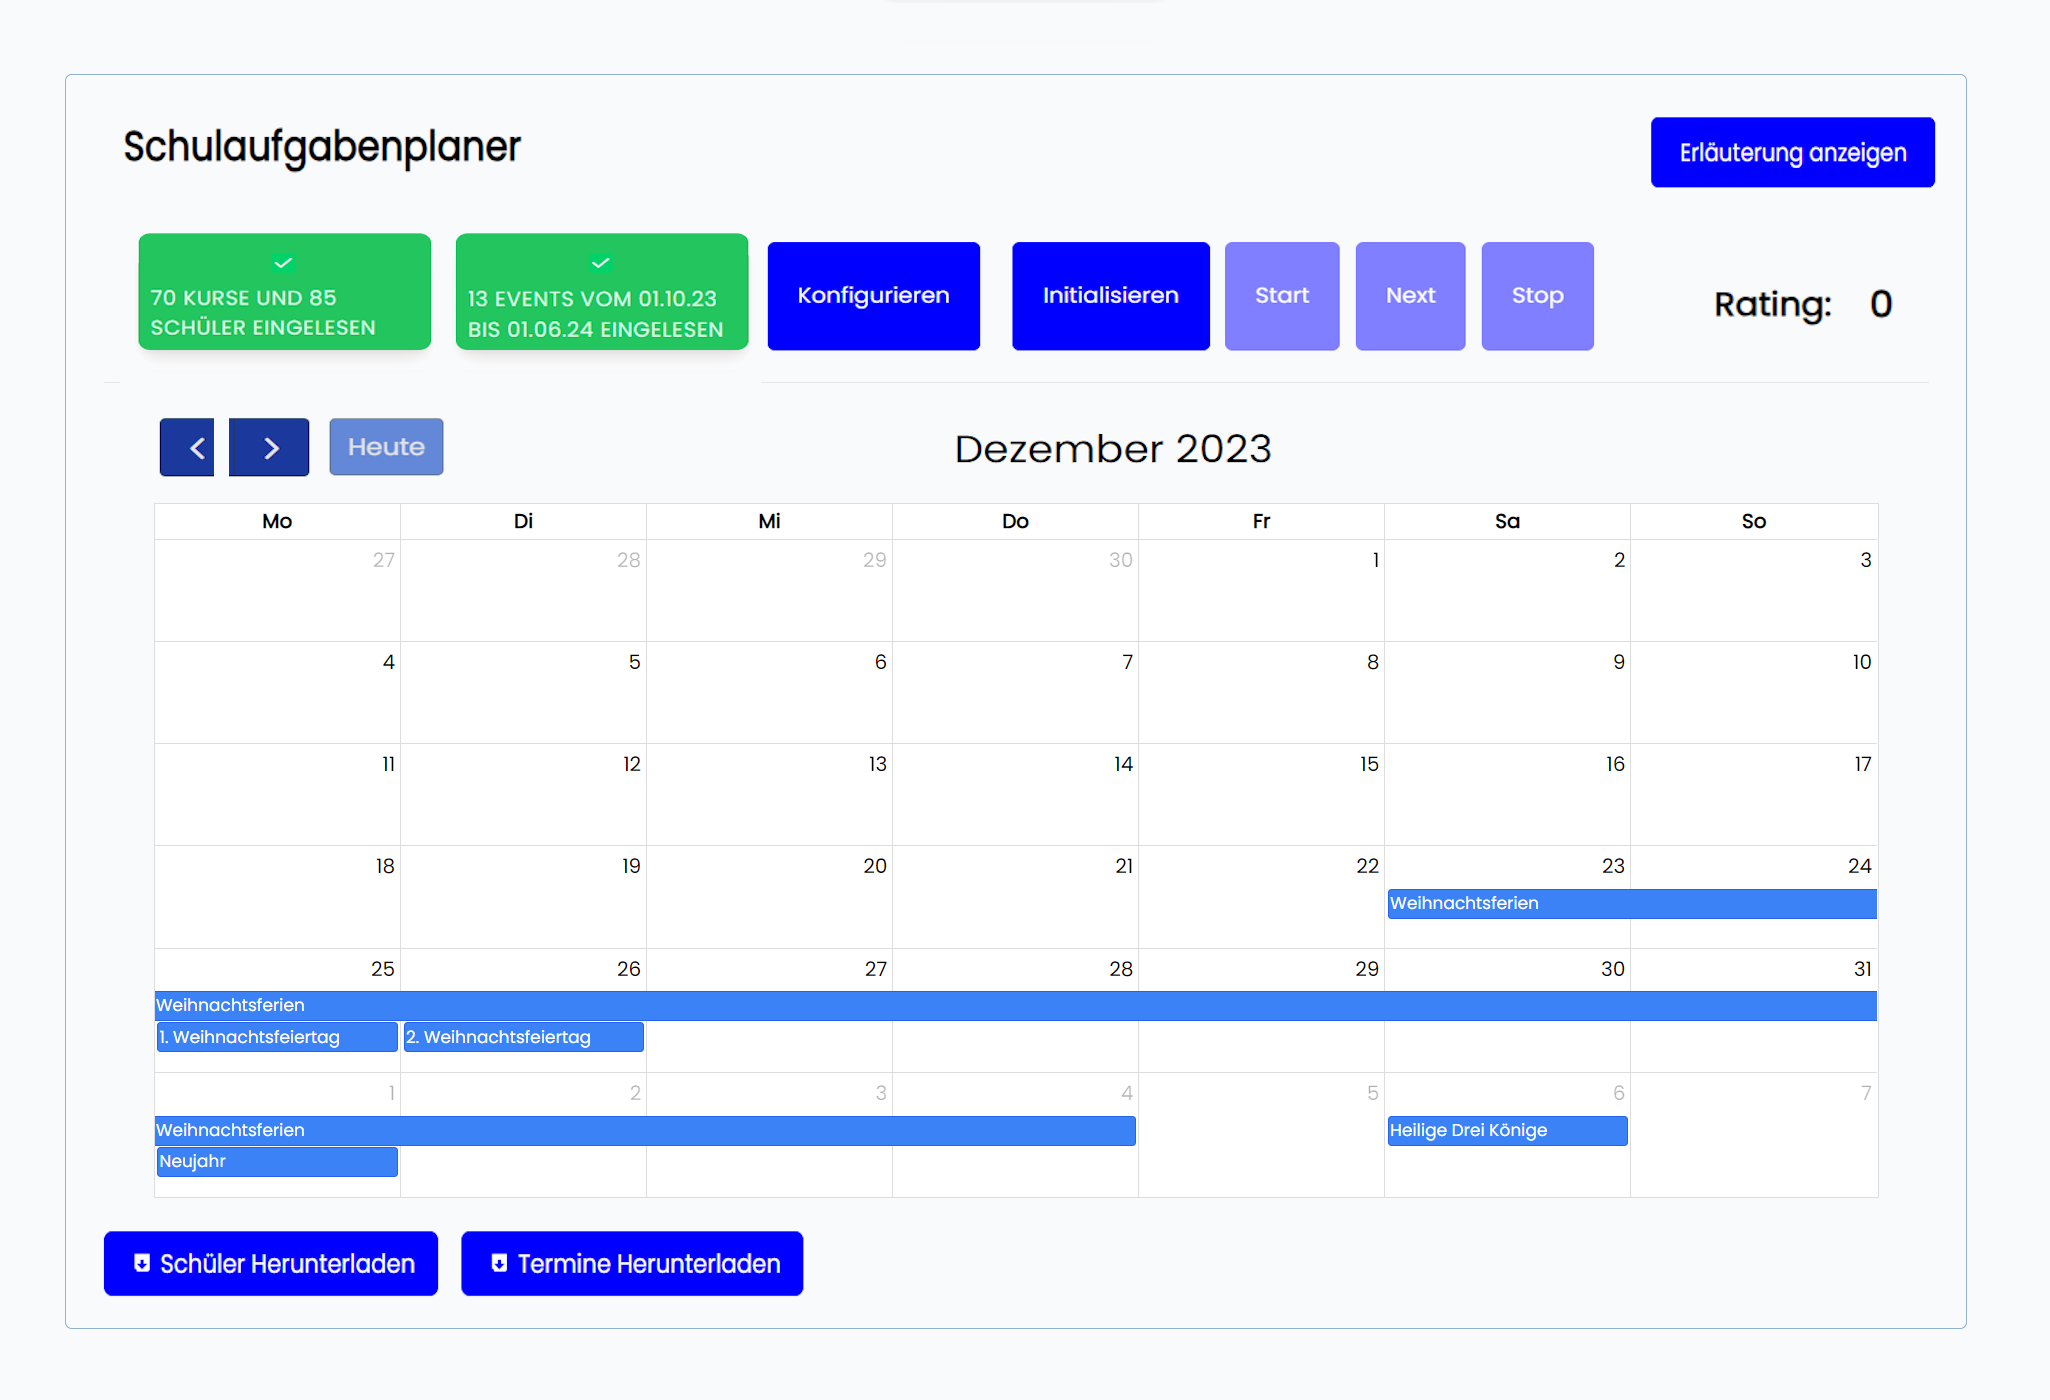 Schulaufgabenplaner
Erläuterung anzeigen
70 KURSE UND 85
SCHÜLER EINGELESEN
13 EVENTS VOM 01.10.23
BIS 01.06.24 EINGELESEN
Konfigurieren
Initialisieren
Start
Next
Stop
Rating: 0
Heute
Dezember 2023
Mo Di Mi Do Fr Sa So
27 28 29 30 1 2 3
4 5 6 7 8 9 10
11 12 13 14 15 16 17
18 19 20 21 22 23 24
Weihnachtsferien
25 26 27 28 29 30 31
Weihnachtsferien
1. Weihnachtsfeiertag 2. Weihnachtsfeiertag
1 2 3 4 5 6 7
Weihnachtsferien Heilige Drei Könige
Neujahr
Schüler Herunterladen Termine Herunterladen